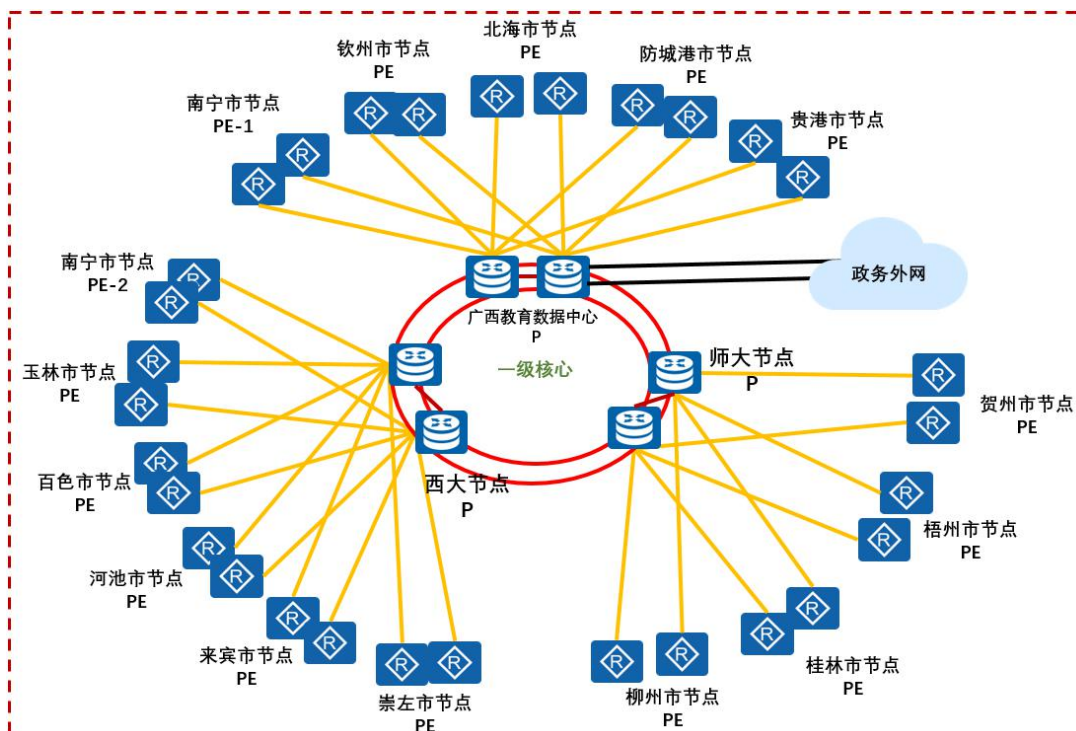 北海市节点
PE
钦州市节点
PE
防城港市节点
PE
南宁市节点
PE-1
贵港市节点
PE
R
R
R
R
R
R
R
R
R
R
南宁市节点
PE-2
R
R
政务外网
广西教育数据中心
P
一级核心
师大节点
P
玉林市节点
PE
R
R
R
R
贺州市节点
PE
西大节点
P
百色市节点
PE
R
R
R
R
梧州市节点
PE
河池市节点
PE
R
R
来宾市节点
PE
R
R
崇左市节点
PE
R
R
柳州市节点
PE
R
R
桂林市节点
PE
R
R